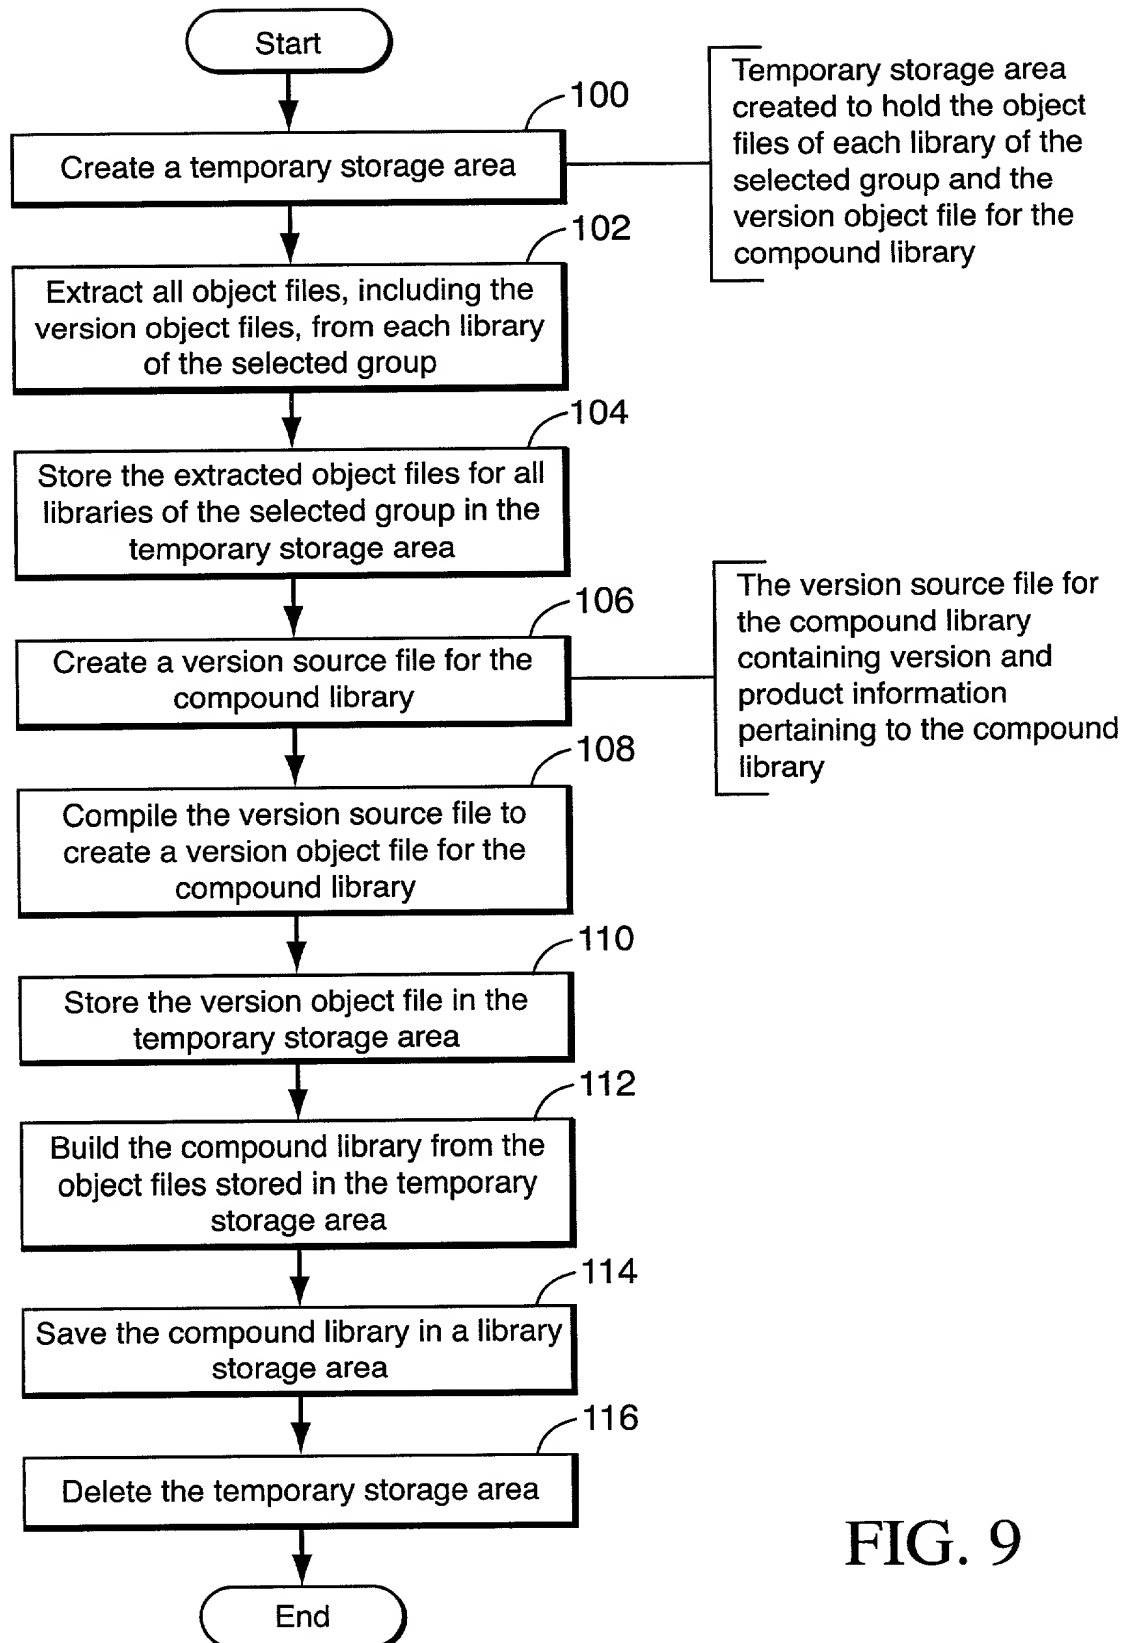 Start
100
Create a temporary storage area
Temporary storage area
created to hold the object
files of each library of the
selected group and the
version object file for the
compound library
102
Extract all object files, including the
version object files, from each library
of the selected group
104
Store the extracted object files for all
libraries of the selected group in the
temporary storage area
106
Create a version source file for the
compound library
The version source file for
the compound library
containing version and
product information
pertaining to the compound
library
108
Compile the version source file to
create a version object file for the
compound library
110
Store the version object file in the
temporary storage area
112
Build the compound library from the
object files stored in the temporary
storage area
114
Save the compound library in a library
storage area
116
Delete the temporary storage area
End
FIG. 9